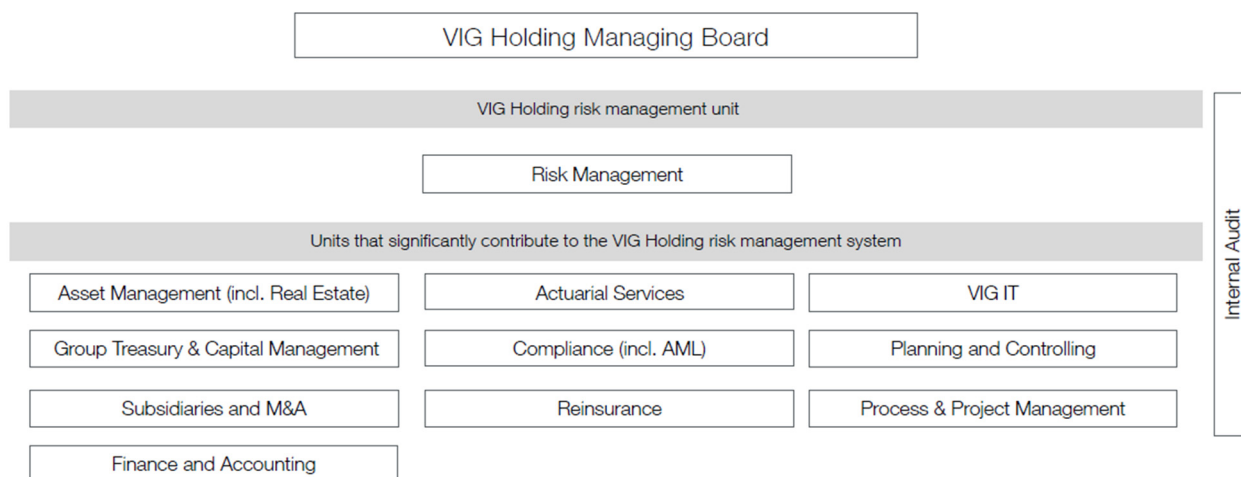 VIG Holding Managing Board
VIG Holding risk management unit
Risk Management
Units that significantly contribute to the VIG Holding risk management system
Asset Management (incl. Real Estate)
Actuarial Services
VIG IT
Group Treasury & Capital Management
Compliance (incl. AML)
Planning and Controlling
Subsidiaries and M&A
Reinsurance
Process & Project Management
Finance and Accounting
Internal Audit